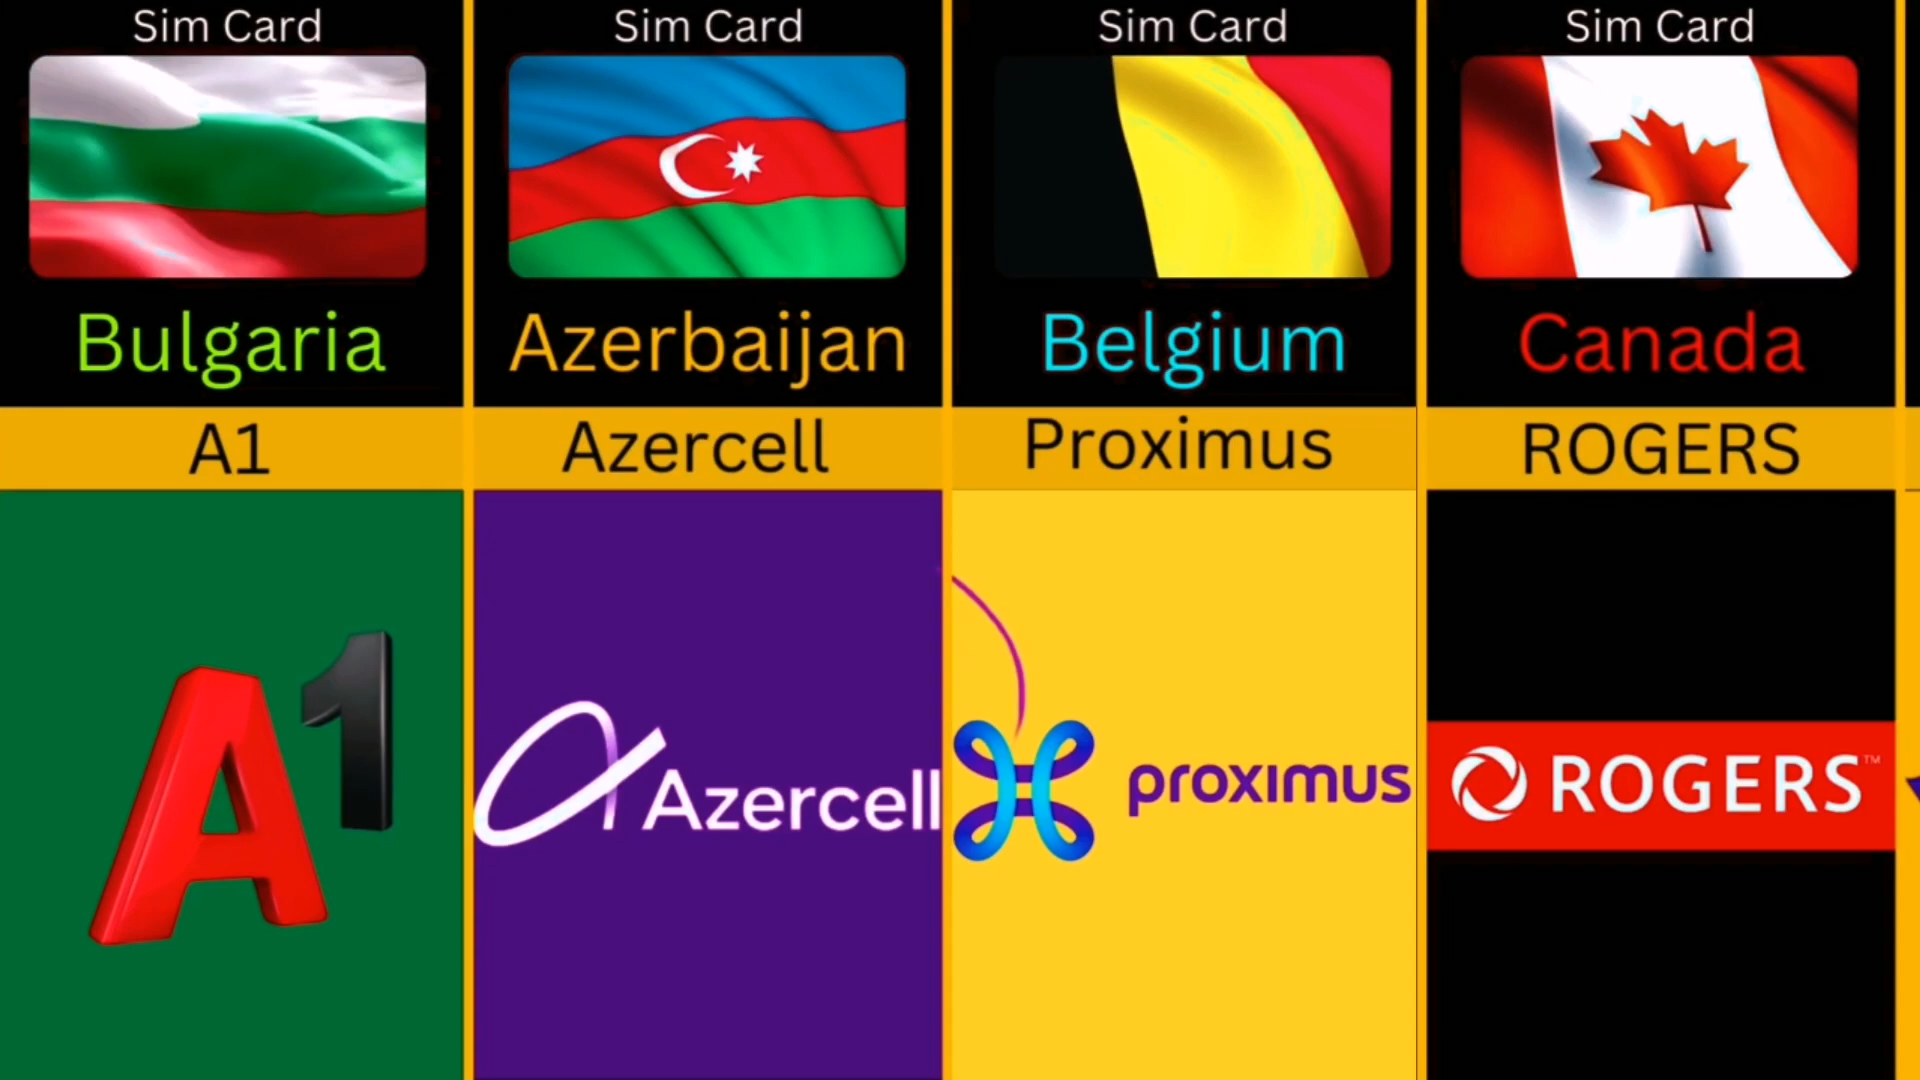 Sim Card
Bulgaria
A1
A1
Sim Card
Azerbaijan
Azercell
Azercell
Sim Card
Belgium
Proximus
proximus
Sim Card
Canada
ROGERS
ROGERS™